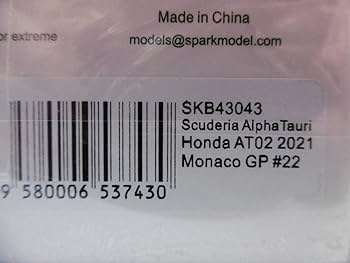 Made in China
or extreme
models@sparkmodel.com
SKB43043
Scuderia AlphaTauri
Honda AT02 2021
Monaco GP #22
9 580006 537430